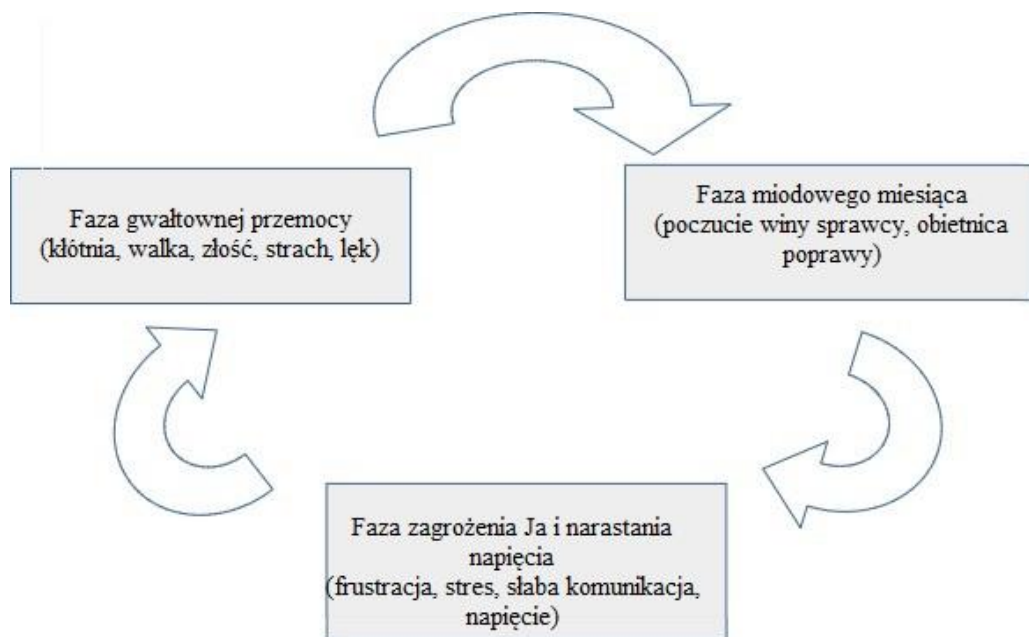 Faza gwałtownej przemocy
(kłótnia, walka, złość, strach, lęk)
Faza miodowego miesiąca
(poczucie winy sprawcy, obietnica
poprawy)
Faza zagrożenia Ja i narastania
napięcia
(frustracja, stres, słaba komunikacja,
napięcie)